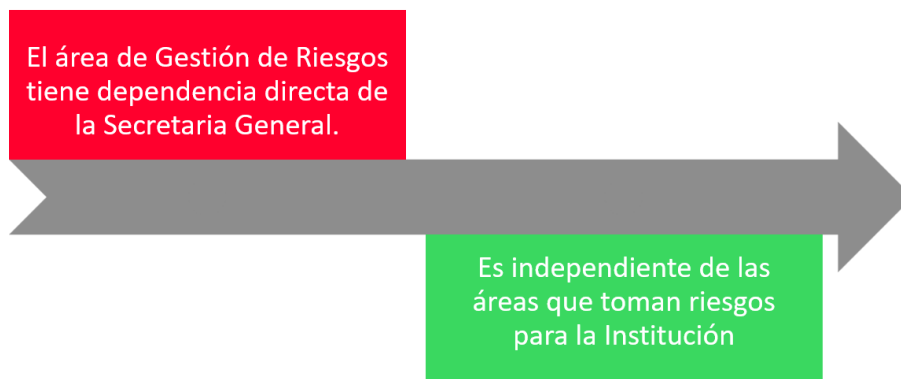 El área de Gestión de Riesgos
tiene dependencia directa de
la Secretaria General.
Es independiente de las
áreas que toman riesgos
para la Institución